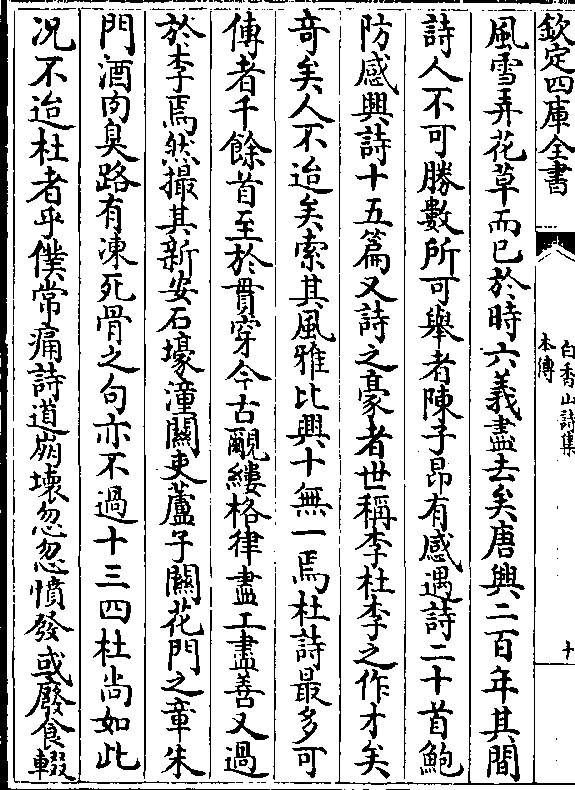 欽定四庫全書
白香山詩集
本傳
十
風雪弄花草而已於時六義盡去矣唐興二百年其間
詩人不可勝數所可舉者陳子昂有感遇詩二十首鮑
防感興詩十五篇又詩之豪者世稱李杜李之作才矣
奇矣人不迨矣索其風雅比興十無一焉杜詩最多可
傳者千餘首至於貫穿今古覼縷格律盡工盡善又過
於李焉然撮其新安石壕潼關吏蘆子關花門之章朱
門酒肉臭路有凍死骨之句亦不過十三四杜尚如此
况不迨杜者乎僕常痛詩道崩壞忽忽憤發或廢食輟